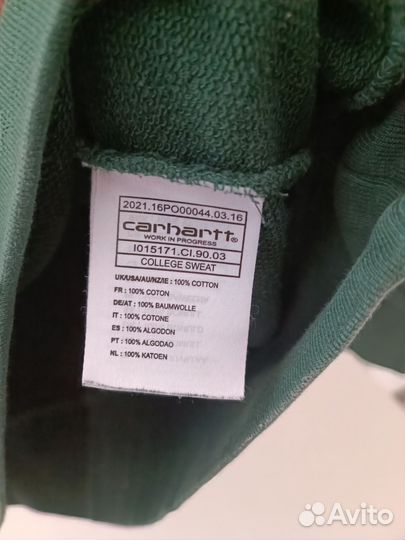 2021.16PO00044.03.16
carhartt®
WORK IN PROGRESS
I015171.CI.90.03
COLLEGE SWEAT
UK/USA/AU/NZ/IE : 100% COTTON
FR : 100% COTON
DE/AT : 100% BAUMWOLLE
IT : 100% COTONE
ES : 100% ALGODON
PT : 100% ALGODAO
NL : 100% KATOEN
Avito